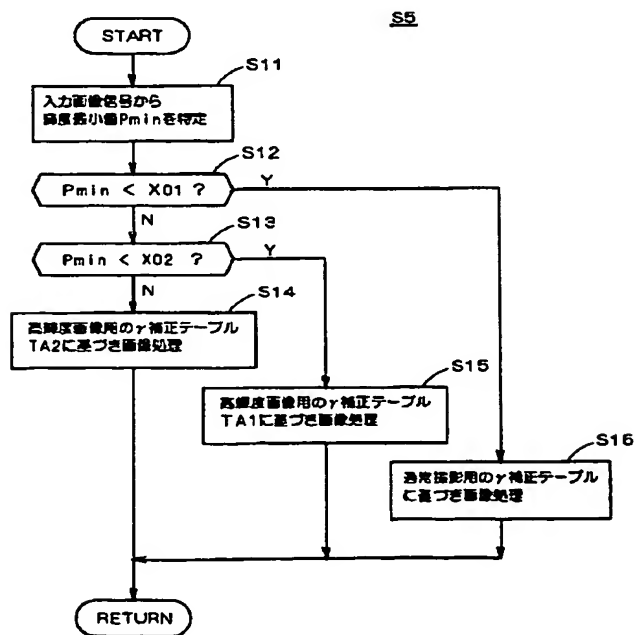 S5
START
S11
入力画像信号から
輝度最小値Pminを特定
S12
Pmin < X01 ?
Y
N
S13
Pmin < X02 ?
Y
N
S14
高輝度画像用のγ補正テーブル
TA2に基づき画像処理
S15
高輝度画像用のγ補正テーブル
TA1に基づき画像処理
S16
通常撮影用のγ補正テーブル
に基づき画像処理
RETURN